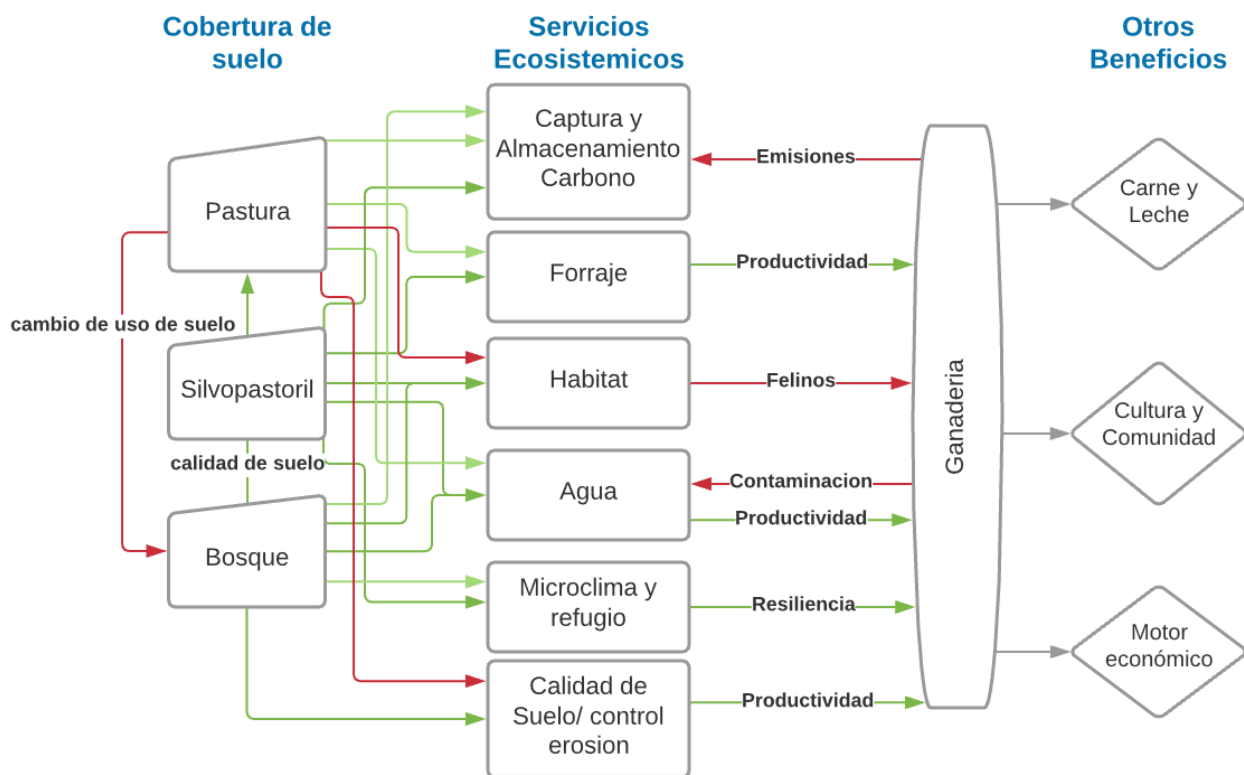 Cobertura de
suelo
Servicios
Ecosistemicos
Otros
Beneficios
Captura y
Almacenamiento
Carbono
Emisiones
Carne y
Leche
Pastura
Forraje
Productividad
cambio de uso de suelo
Silvopastoril
Habitat
Felinos
Ganaderia
Cultura y
Comunidad
calidad de suelo
Agua
Contaminacion
Productividad
Bosque
Microclima y
refugio
Resiliencia
Motor
económico
Calidad de
Suelo/ control
erosion
Productividad